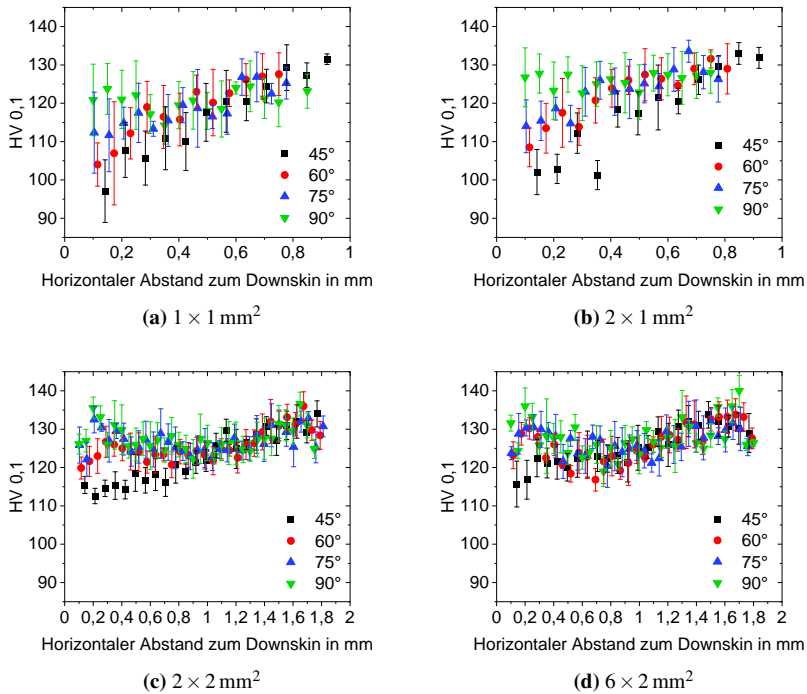 140
130
120
110
100
90
HV 0,1
45°
60°
75°
90°
0 0,2 0,4 0,6 0,8 1
Horizontaler Abstand zum Downskin in mm
(a) 1 × 1 mm²
140
130
120
110
100
90
HV 0,1
45°
60°
75°
90°
0 0,2 0,4 0,6 0,8 1
Horizontaler Abstand zum Downskin in mm
(b) 2 × 1 mm²
140
130
120
110
100
90
HV 0,1
45°
60°
75°
90°
0 0,2 0,4 0,6 0,8 1 1,2 1,4 1,6 1,8 2
Horizontaler Abstand zum Downskin in mm
(c) 2 × 2 mm²
140
130
120
110
100
90
HV 0,1
45°
60°
75°
90°
0 0,2 0,4 0,6 0,8 1 1,2 1,4 1,6 1,8 2
Horizontaler Abstand zum Downskin in mm
(d) 6 × 2 mm²